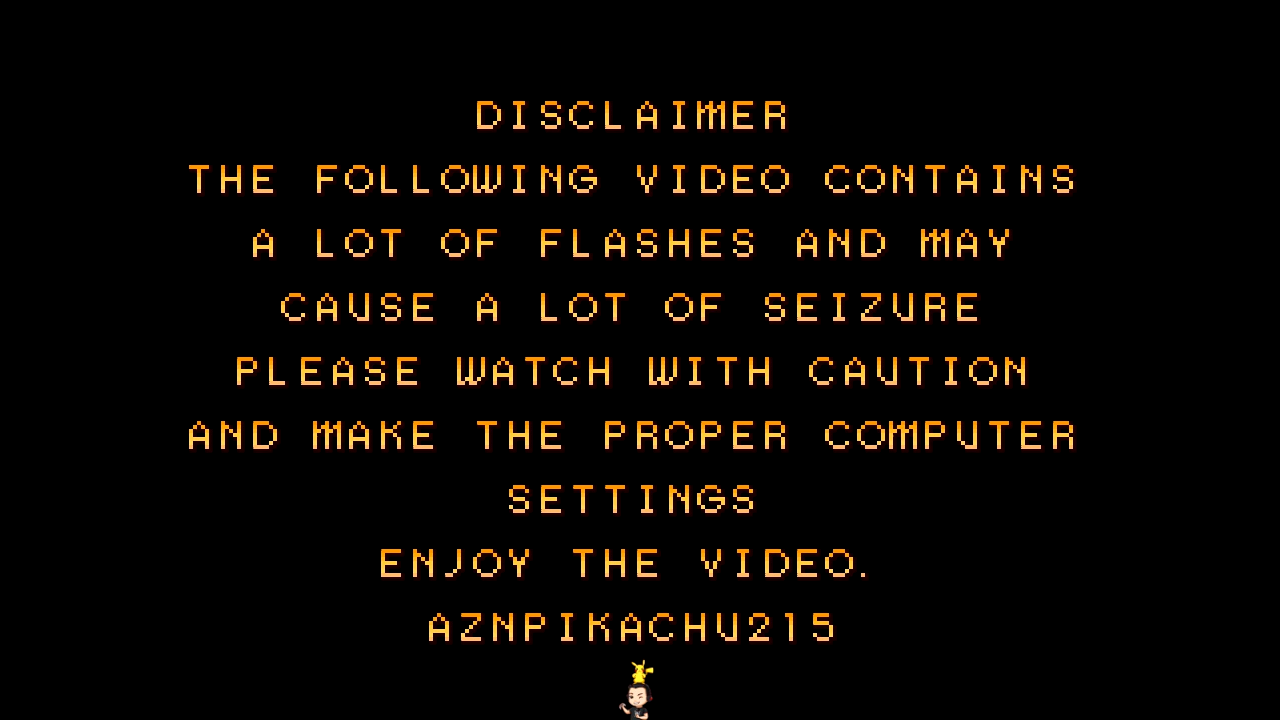 DISCLAIMER
THE FOLLOWING VIDEO CONTAINS
A LOT OF FLASHES AND MAY
CAUSE A LOT OF SEIZURE
PLEASE WATCH WITH CAUTION
AND MAKE THE PROPER COMPUTER
SETTINGS
ENJOY THE VIDEO.
AZNPIKACHU215